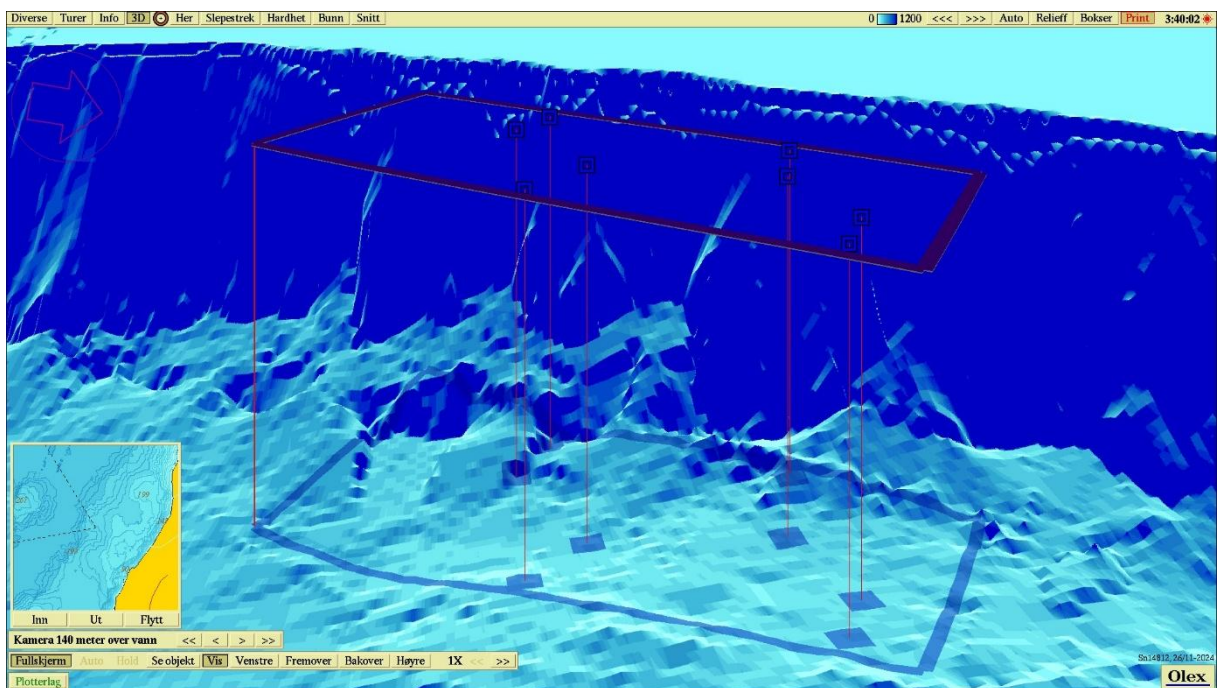 Diverse Turer Info 3D Her Slepestrek Hardhet Bunn Snitt 0 1200 <<< >>> Auto Relieff Bokser Print 3:40:02
199
Inn Ut Flytt
Kamera 140 meter over vann << < > >>
Fullskjerm Auto Hold Se objekt Vis Venstre Fremover Bakover Høyre 1X << >>
Sn14812, 26/11-2024
Plotterlag
Olex